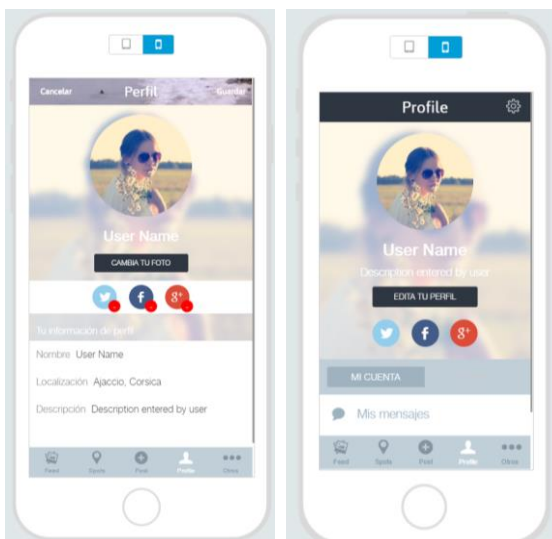 Cancelar Perfil Guardar
User Name
CAMBIA TU FOTO
g+
Tu información de perfil
Nombre User Name
Localización Ajaccio, Corsica
Descripción Description entered by user
Feed Spots Post Profile Otros
Profile
User Name
Description entered by user
EDITA TU PERFIL
g+
MI CUENTA
Mis mensajes
Feed Spots Post Profile Otros